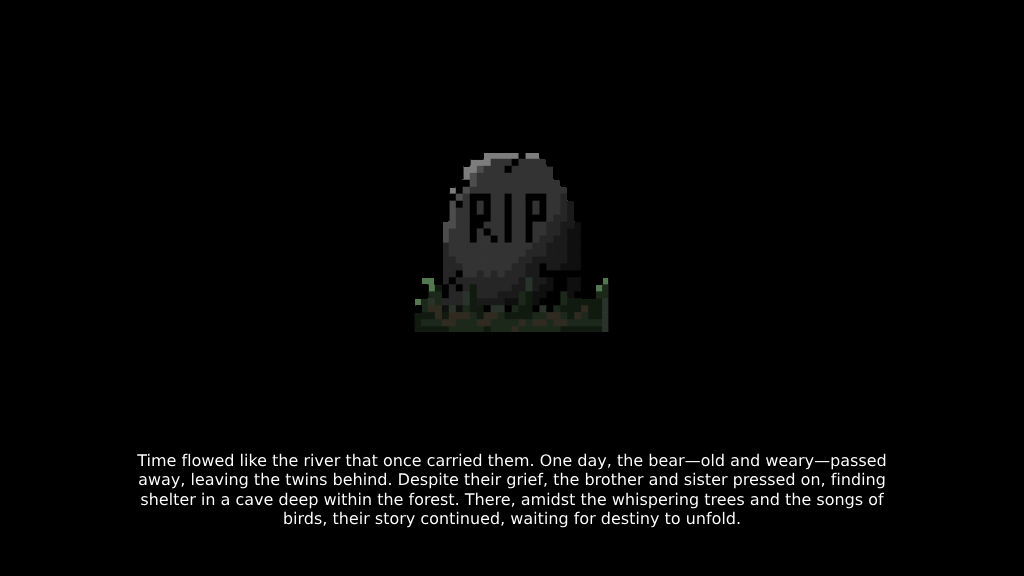 RIP
Time flowed like the river that once carried them. One day, the bear—old and weary—passed
away, leaving the twins behind. Despite their grief, the brother and sister pressed on, finding
shelter in a cave deep within the forest. There, amidst the whispering trees and the songs of
birds, their story continued, waiting for destiny to unfold.